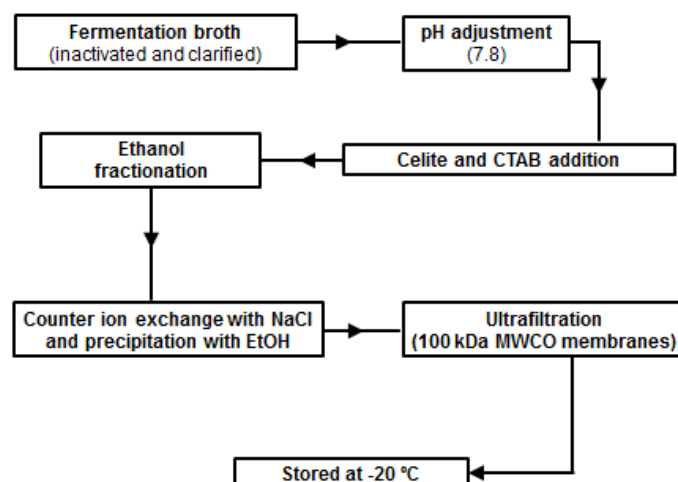 Fermentation broth
(inactivated and clarified)
pH adjustment
(7.8)
Celite and CTAB addition
Ethanol
fractionation
Counter ion exchange with NaCl
and precipitation with EtOH
Ultrafiltration
(100 kDa MWCO membranes)
Stored at -20 ºC